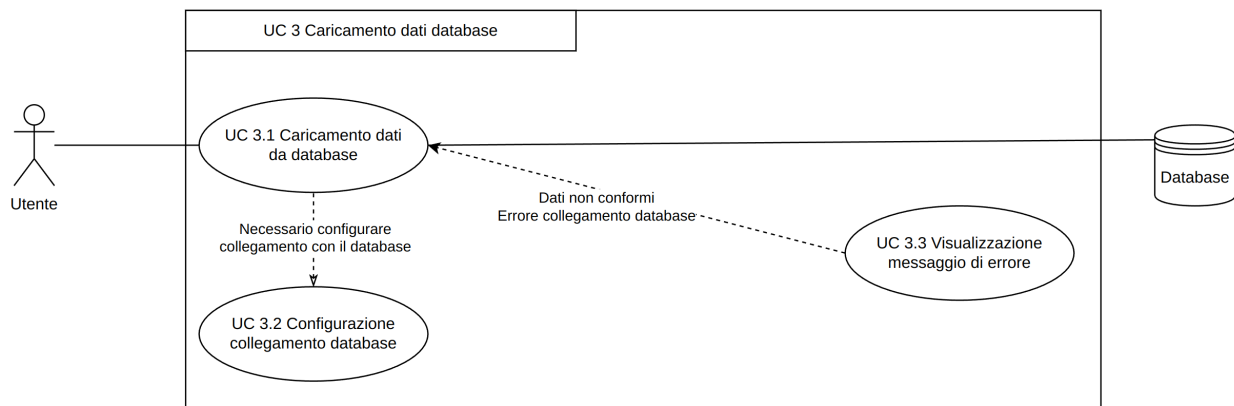 UC 3 Caricamento dati database
UC 3.1 Caricamento dati
da database
Utente
Database
Dati non conformi
Errore collegamento database
Necessario configurare
collegamento con il database
UC 3.3 Visualizzazione
messaggio di errore
UC 3.2 Configurazione
collegamento database